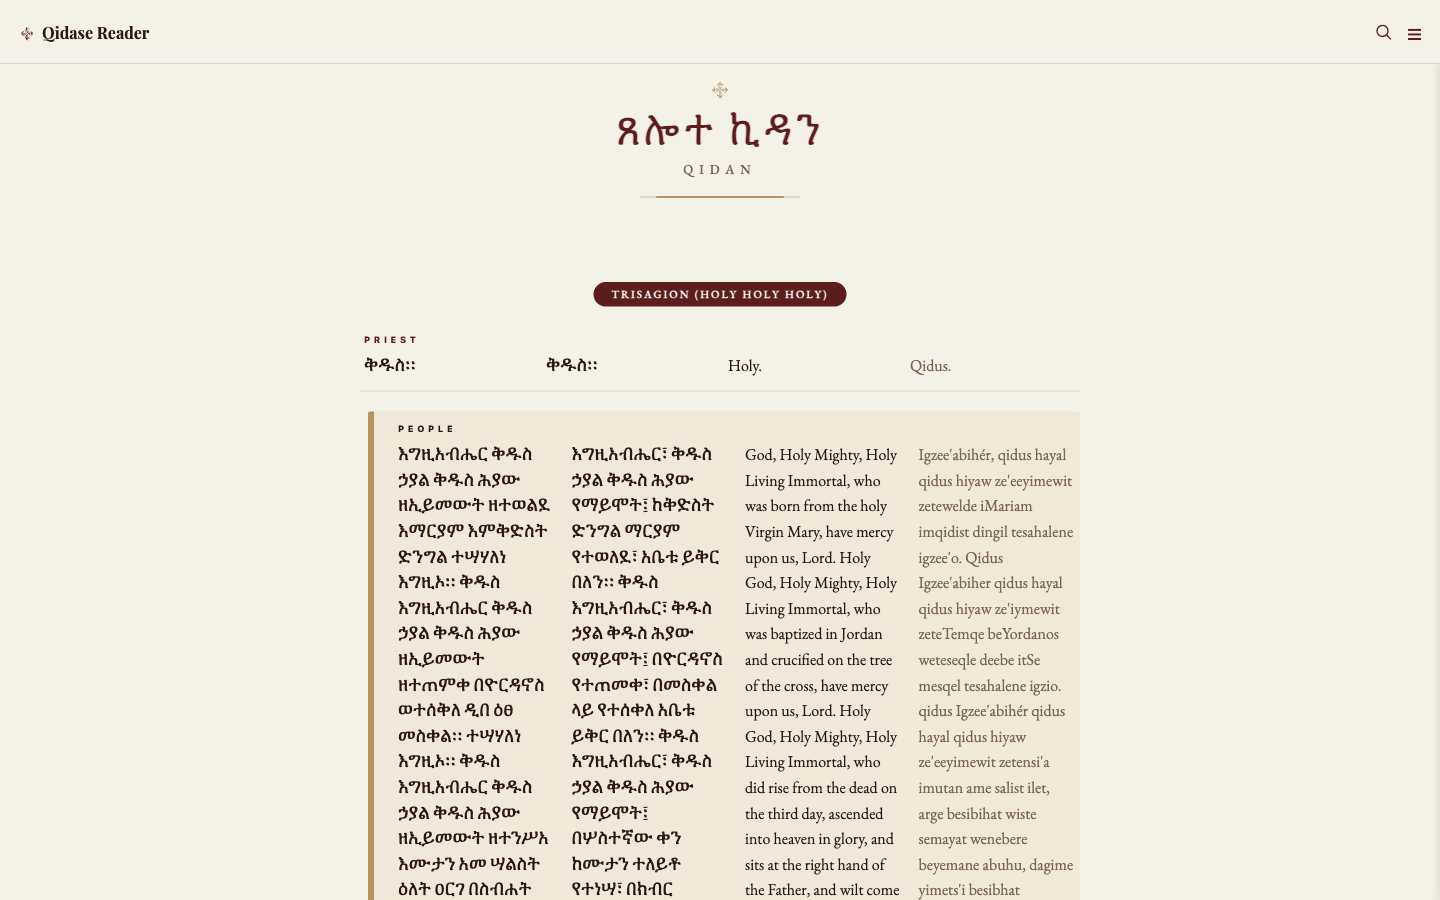 Qidase Reader
ጸሎተ ኪዳን
QIDAN
TRISAGION (HOLY HOLY HOLY)
PRIEST
ቅዱስ፡፡
ቅዱስ፡፡
Holy.
Qidus.
PEOPLE
እግዚአብሔር ቅዱስ
ኃያል ቅዱስ ሕያው
ዘኢይመውት ዘተወልደ
እማርያም እምቅድስት
ድንግል ተሣሃለነ
እግዚኦ፡፡ ቅዱስ
እግዚአብሔር ቅዱስ
ኃያል ቅዱስ ሕያው
ዘኢይመውት
ዘተጠምቀ በዮርዳኖስ
ወተሰቅለ ዲበ ዕፀ
መስቀል፡፡ ተሣሃለነ
እግዚኦ፡፡ ቅዱስ
እግዚአብሔር ቅዱስ
ኃያል ቅዱስ ሕያው
ዘኢይመውት ዘተንሥአ
እሙታን አመ ሣልስት
ዕለት ዐርገ በስብሐት
እግዚአብሔር፣ ቅዱስ
ኃያል ቅዱስ ሕያው
የማይሞት፤ ከቅድስት
ድንግል ማርያም
የተወለደ፣ አቤቱ ይቅር
በለን፡፡ ቅዱስ
እግዚአብሔር፣ ቅዱስ
ኃያል ቅዱስ ሕያው
የማይሞት፤ በዮርዳኖስ
የተጠመቀ፣ በመስቀል
ላይ የተሰቀለ አቤቱ
ይቅር በለን፡፡ ቅዱስ
እግዚአብሔር፣ ቅዱስ
ኃያል ቅዱስ ሕያው
የማይሞት፤
በሦስተኛው ቀን
ከሙታን ተለይቶ
የተነሣ፣ በክብር
God, Holy Mighty, Holy
Living Immortal, who
was born from the holy
Virgin Mary, have mercy
upon us, Lord. Holy
God, Holy Mighty, Holy
Living Immortal, who
was baptized in Jordan
and crucified on the tree
of the cross, have mercy
upon us, Lord. Holy
God, Holy Mighty, Holy
Living Immortal, who
did rise from the dead on
the third day, ascended
into heaven in glory, and
sits at the right hand of
the Father, and wilt come
Igzee'abihér, qidus hayal
qidus hiyaw ze'eeyimewit
zetewelde iMariam
imqidist dingil tesahalene
igzee'o. Qidus
Igzee'abiher qidus hayal
qidus hiyaw ze'iymewit
zeteTemqe beYordanos
weteseqle deebe itSe
mesqel tesahalene igzio.
qidus Igzee'abihér qidus
hayal qidus hiyaw
ze'eeyimewit zetensi'a
imutan ame salist ilet,
arge besibihat wiste
semayat wenebere
beyemane abuhu, dagime
yimets'i besibhat